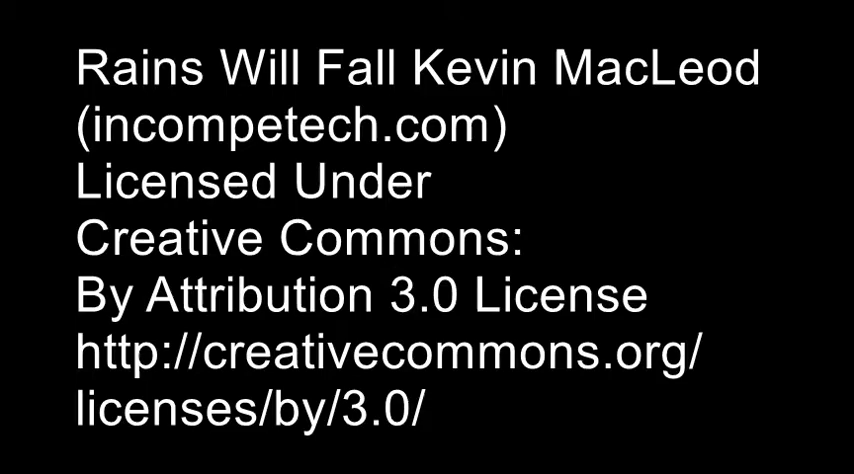 Rains Will Fall Kevin MacLeod
(incompetech.com)
Licensed Under
Creative Commons:
By Attribution 3.0 License
http://creativecommons.org/
licenses/by/3.0/